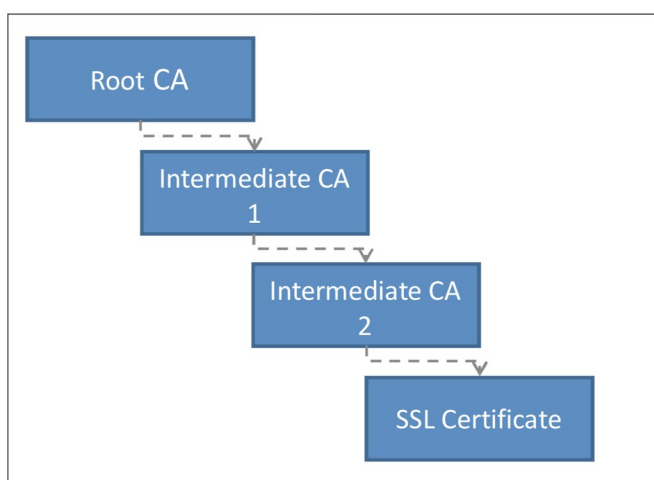 Root CA
Intermediate CA
1
Intermediate CA
2
SSL Certificate